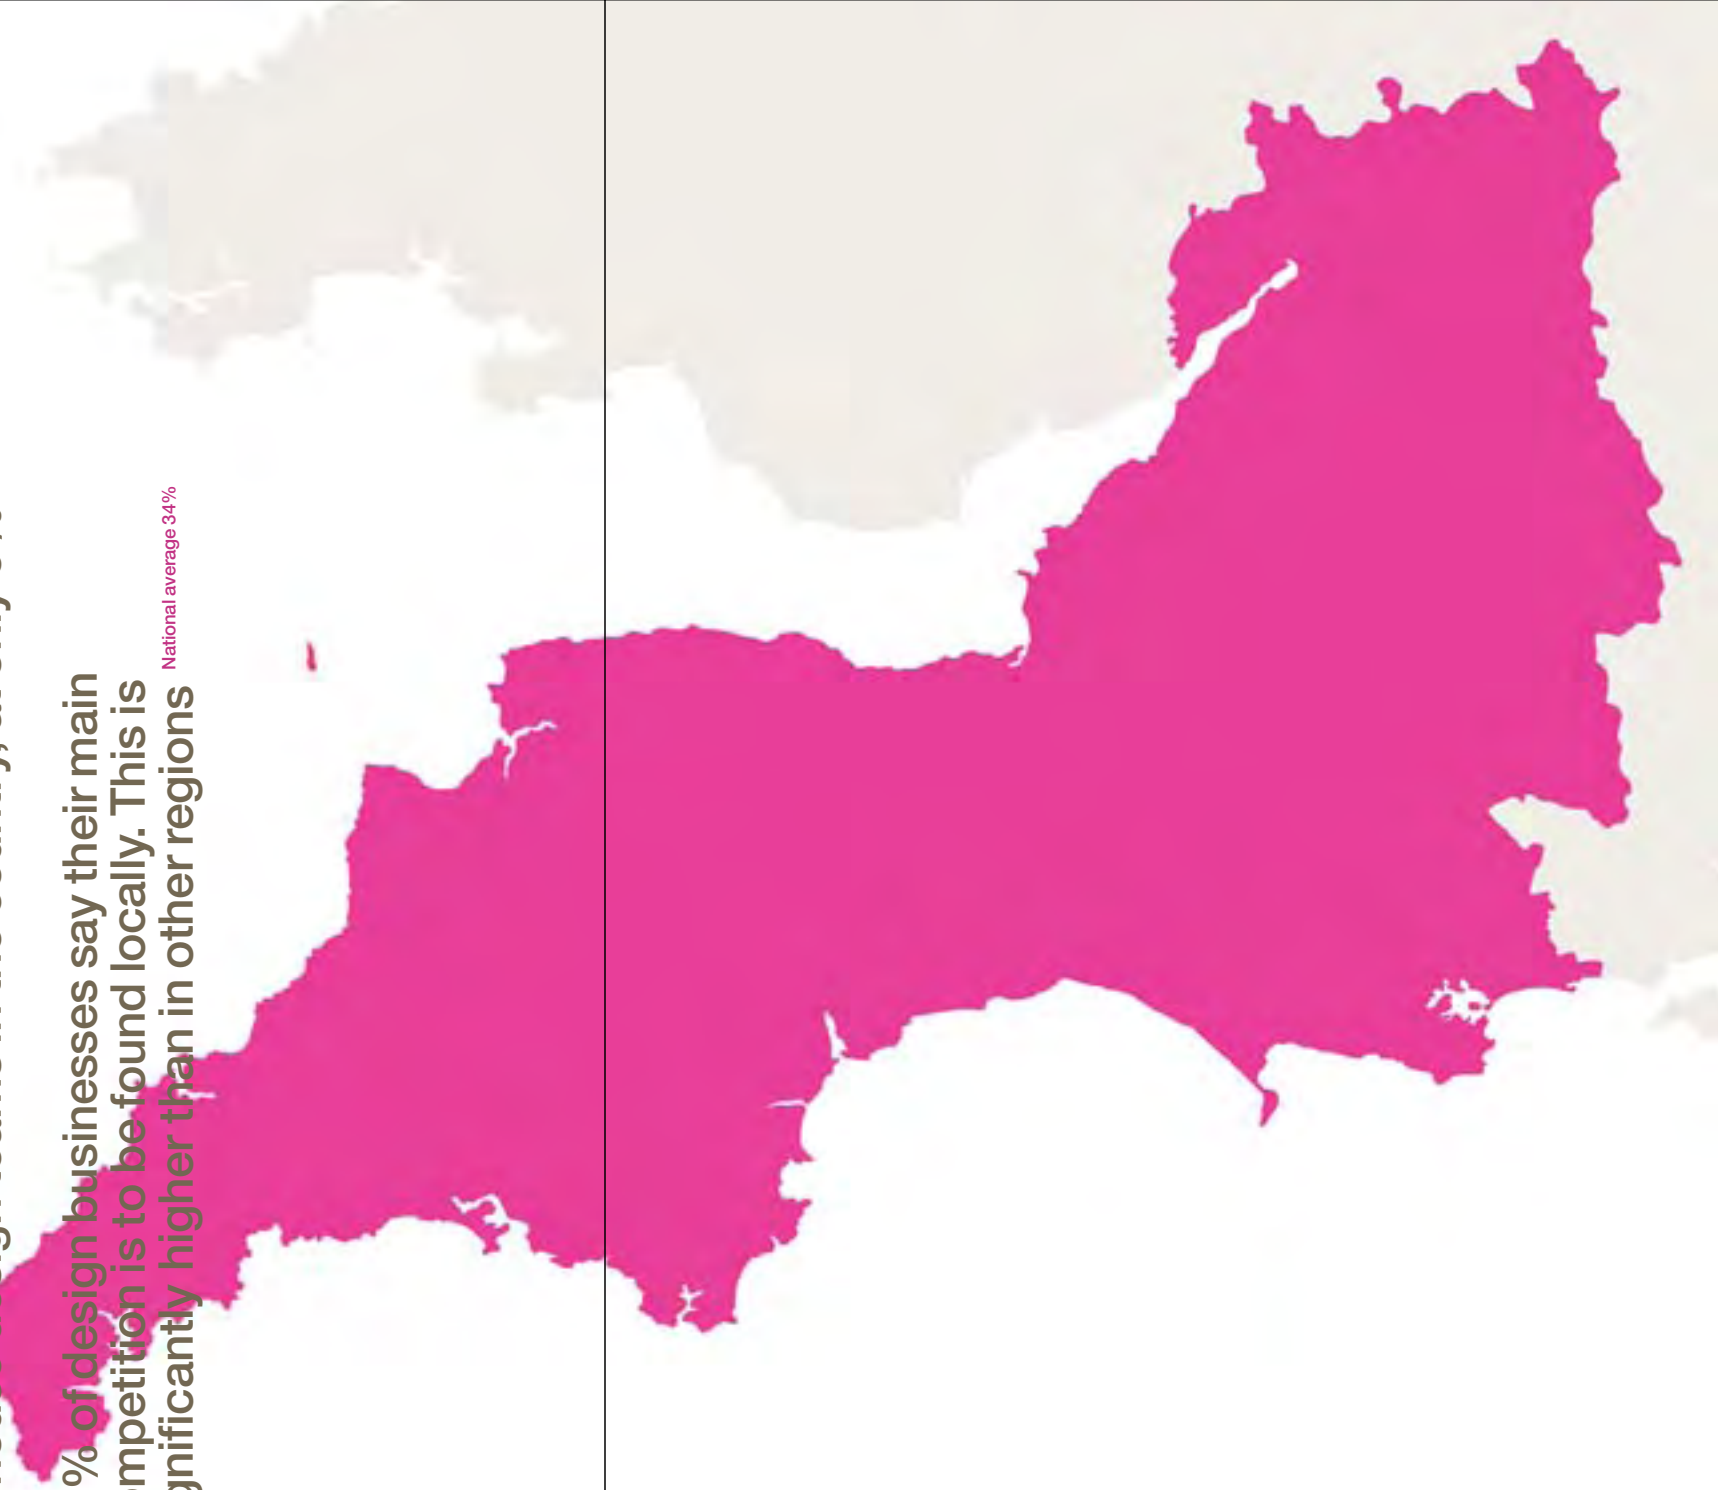 % of design businesses say their main
mpetition is to be found locally. This is
gnificantly higher than in other regions National average 34%